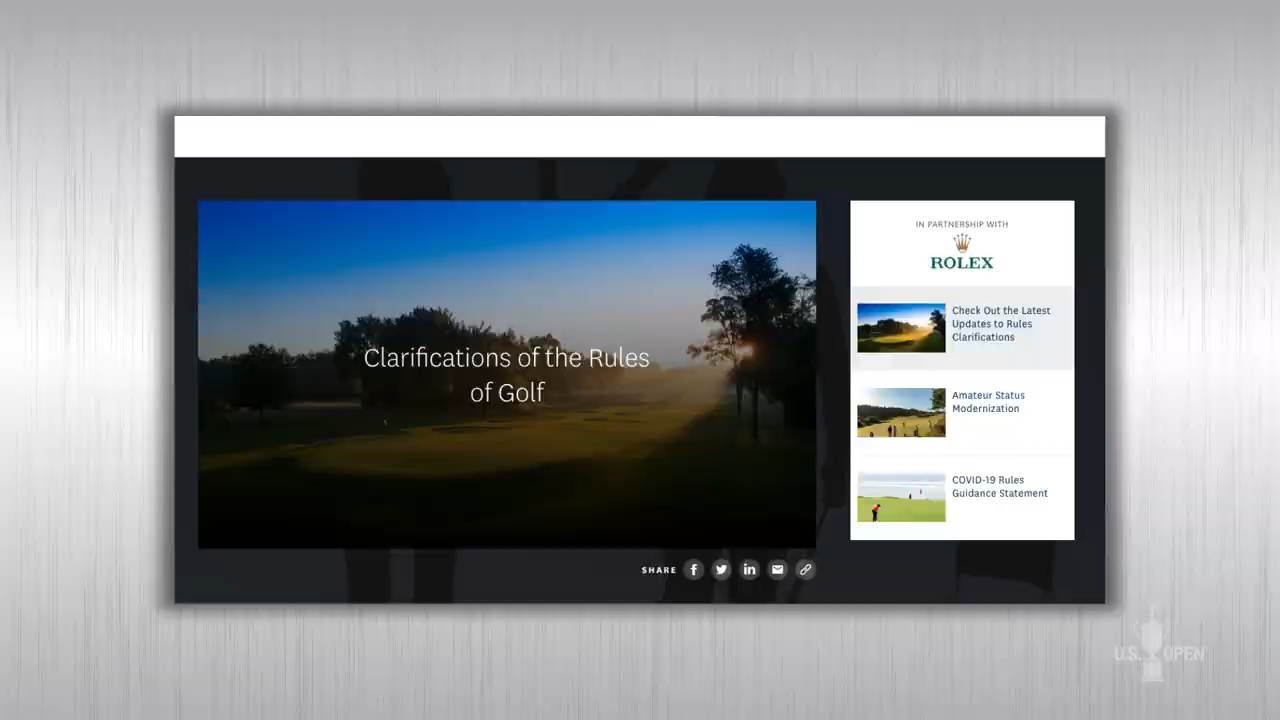 Clarifications of the Rules
of Golf
IN PARTNERSHIP WITH
ROLEX
Check Out the Latest
Updates to Rules
Clarifications
Amateur Status
Modernization
COVID-19 Rules
Guidance Statement
SHARE
U.S. OPEN